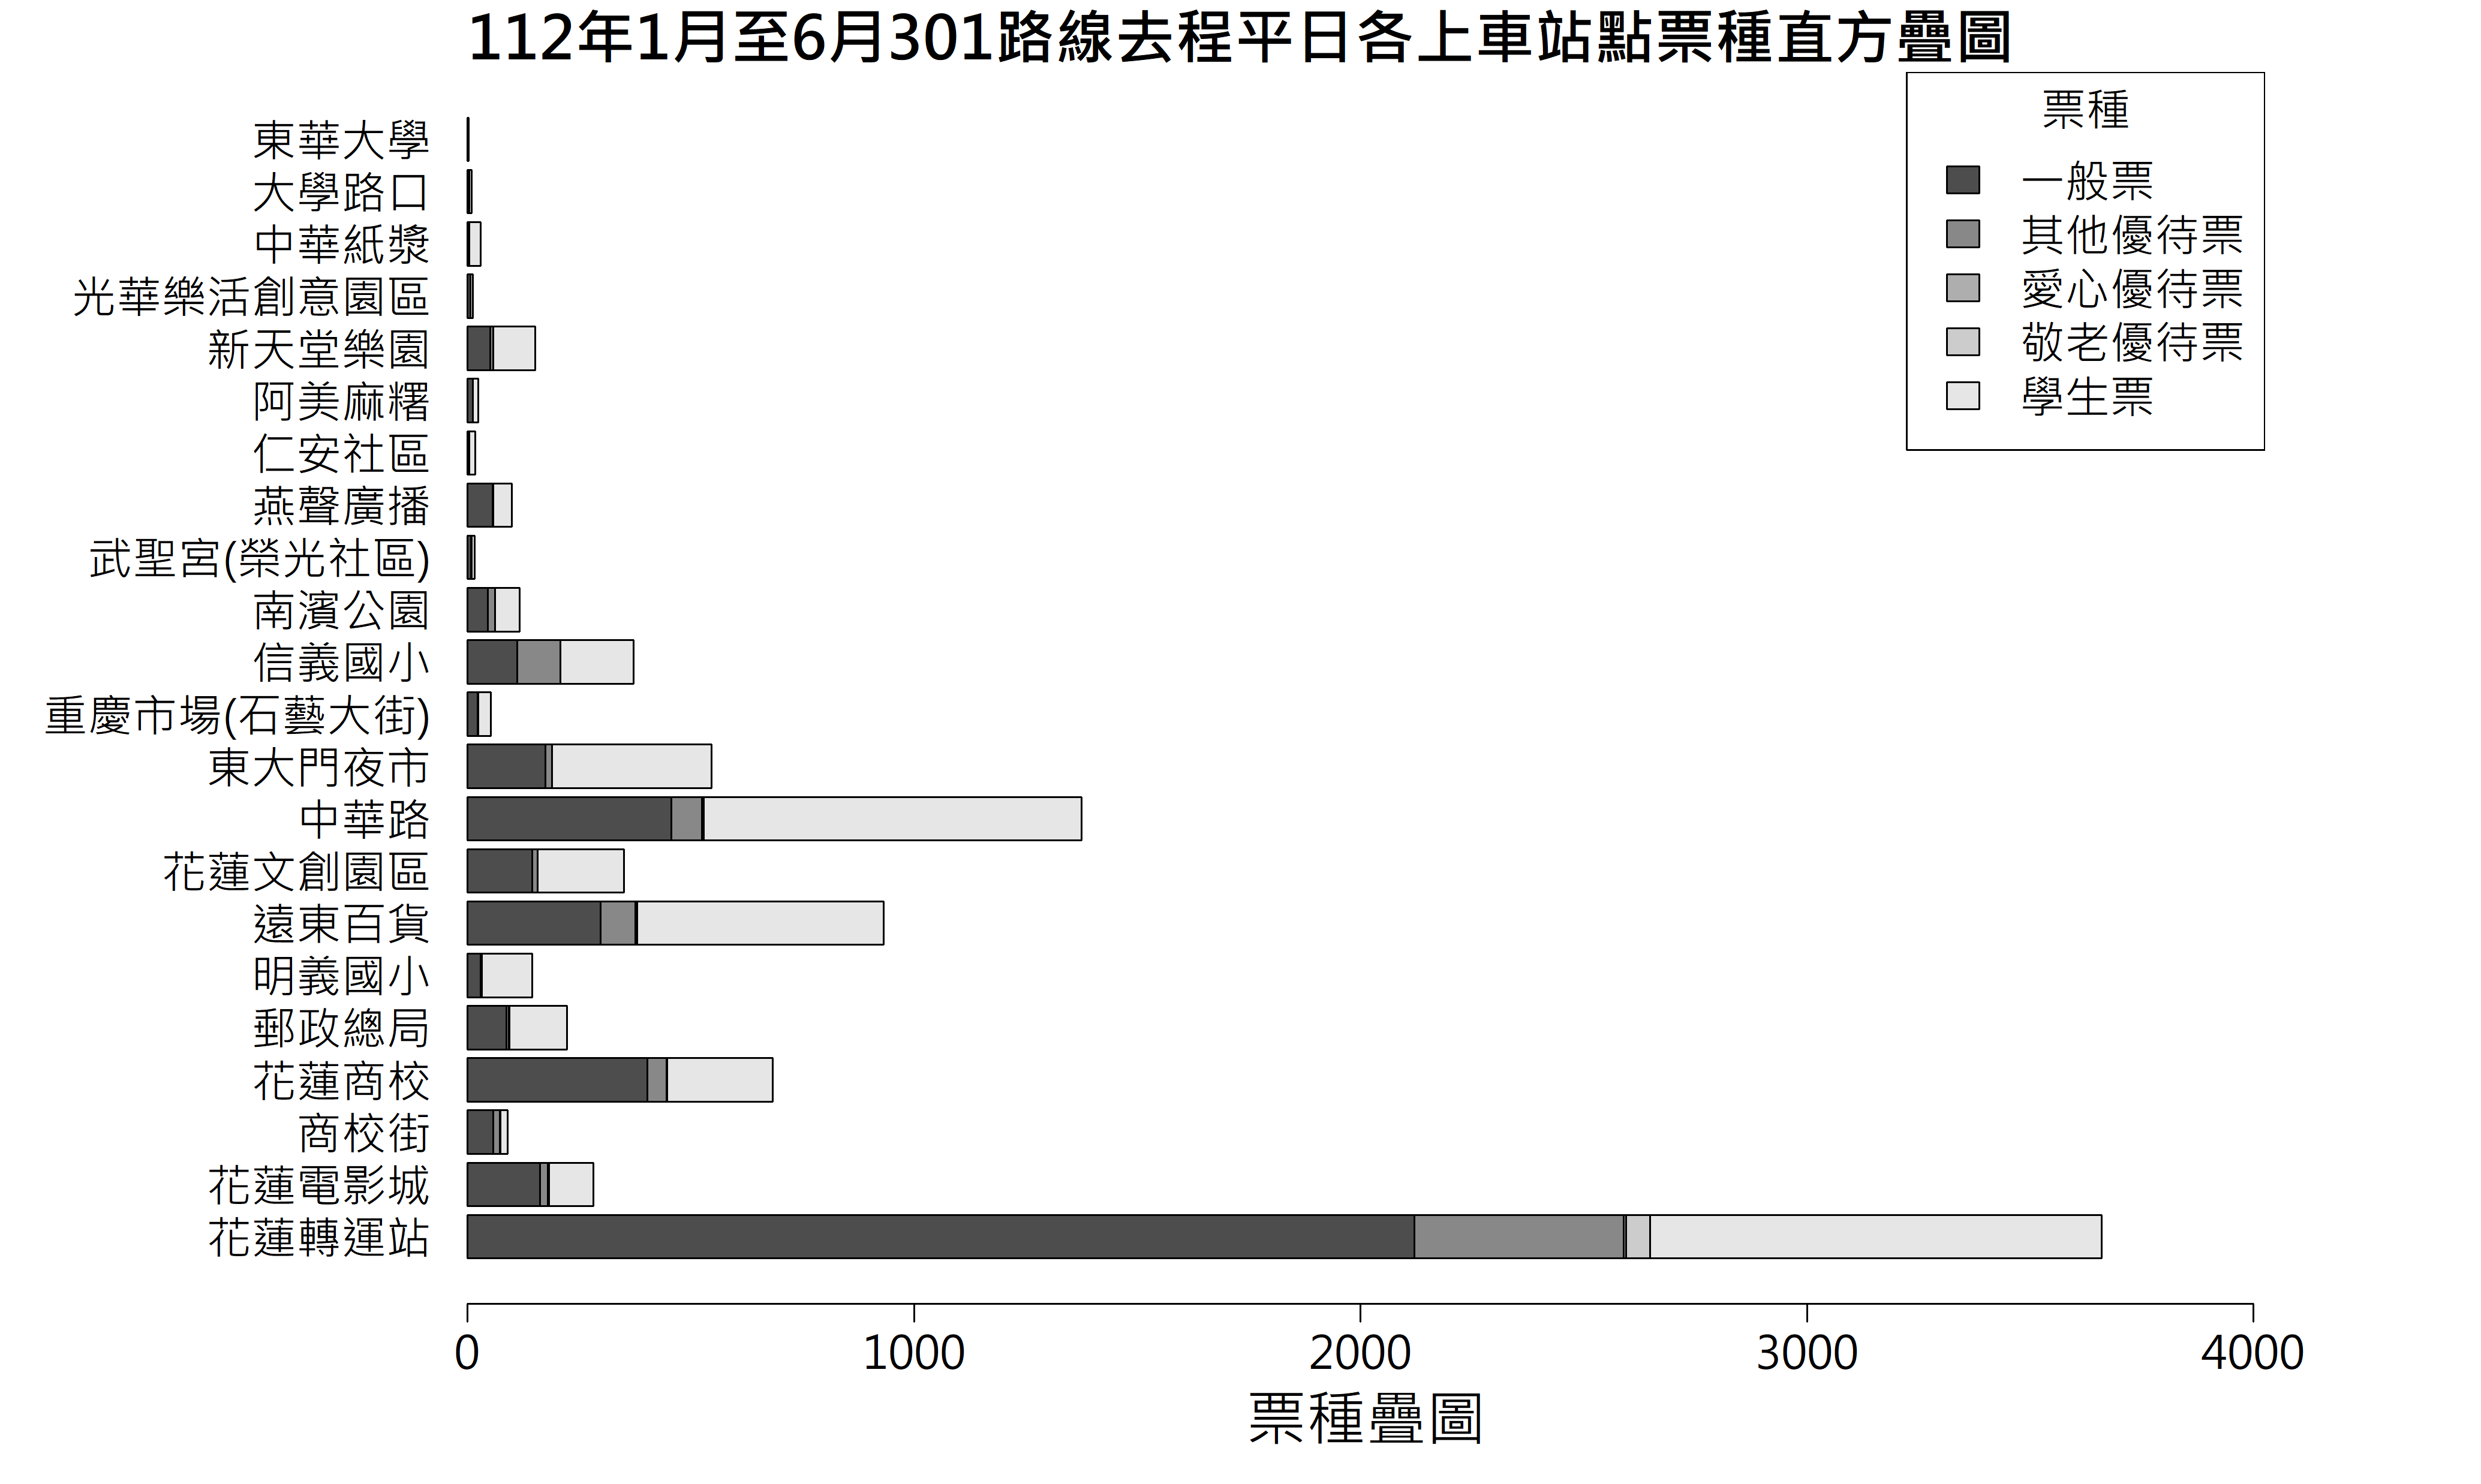 112年1月至6月301路線去程平日各上車站點票種直方疊圖
票種
一般票
其他優待票
愛心優待票
敬老優待票
學生票
東華大學
大學路口
中華紙漿
光華樂活創意園區
新天堂樂園
阿美麻糬
仁安社區
燕聲廣播
武聖宮(榮光社區)
南濱公園
信義國小
重慶市場(石藝大街)
東大門夜市
中華路
花蓮文創園區
遠東百貨
明義國小
郵政總局
花蓮商校
商校街
花蓮電影城
花蓮轉運站
0 1000 2000 3000 4000
票種疊圖